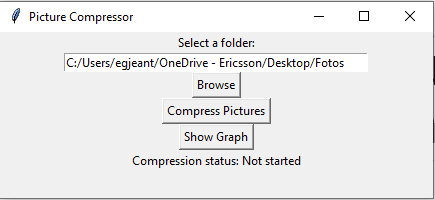 Picture Compressor
Select a folder:
C:/Users/egjeant/OneDrive - Ericsson/Desktop/Fotos
Browse
Compress Pictures
Show Graph
Compression status: Not started